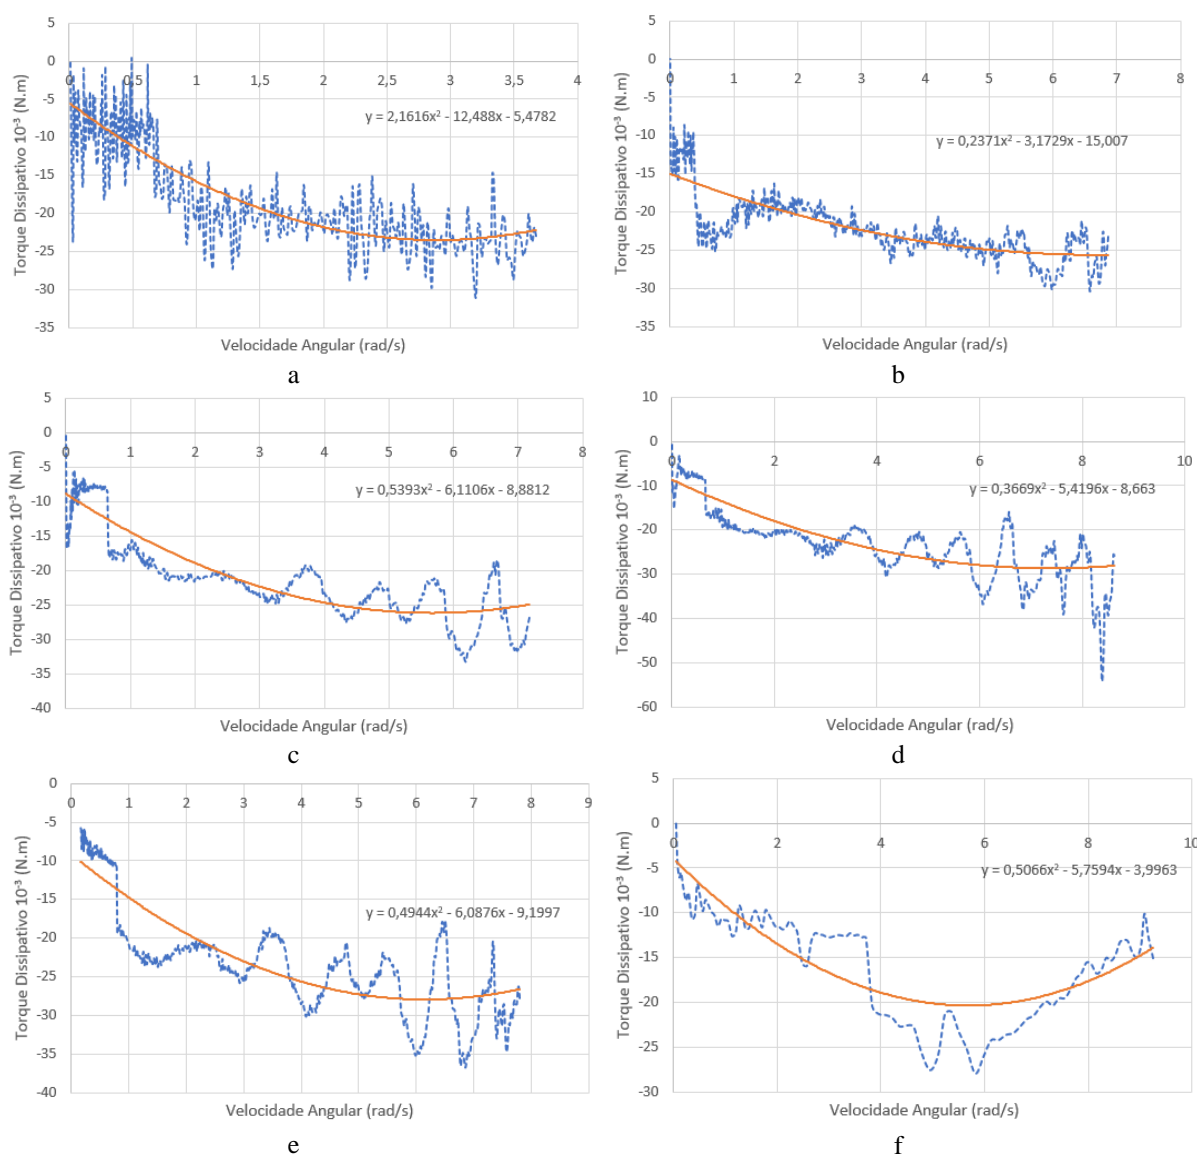 5
0
-5
-10
-15
-20
-25
-30
-35
0 0,5 1 1,5 2 2,5 3 3,5 4
y = 2,1616x² - 12,488x - 5,4782
Torque Dissipativo 10⁻³ (N.m)
Velocidade Angular (rad/s)
a
5
0
-5
-10
-15
-20
-25
-30
-35
0 1 2 3 4 5 6 7 8
y = 0,2371x² - 3,1729x - 15,007
Torque Dissipativo 10⁻³ (N.m)
Velocidade Angular (rad/s)
b
5
0
-5
-10
-15
-20
-25
-30
-35
-40
0 1 2 3 4 5 6 7 8
y = 0,5393x² - 6,1106x - 8,8812
Torque Dissipativo 10⁻³ (N.m)
Velocidade Angular (rad/s)
c
10
0
-10
-20
-30
-40
-50
-60
0 2 4 6 8 10
y = 0,3669x² - 5,4196x - 8,663
Torque Dissipativo 10⁻³ (N.m)
Velocidade Angular (rad/s)
d
0
-5
-10
-15
-20
-25
-30
-35
-40
0 1 2 3 4 5 6 7 8 9
y = 0,4944x² - 6,0876x - 9,1997
Torque Dissipativo 10⁻³ (N.m)
Velocidade Angular (rad/s)
e
5
0
-5
-10
-15
-20
-25
-30
0 2 4 6 8 10
y = 0,5066x² - 5,7594x - 3,9963
Torque Dissipativo 10⁻³ (N.m)
Velocidade Angular (rad/s)
f